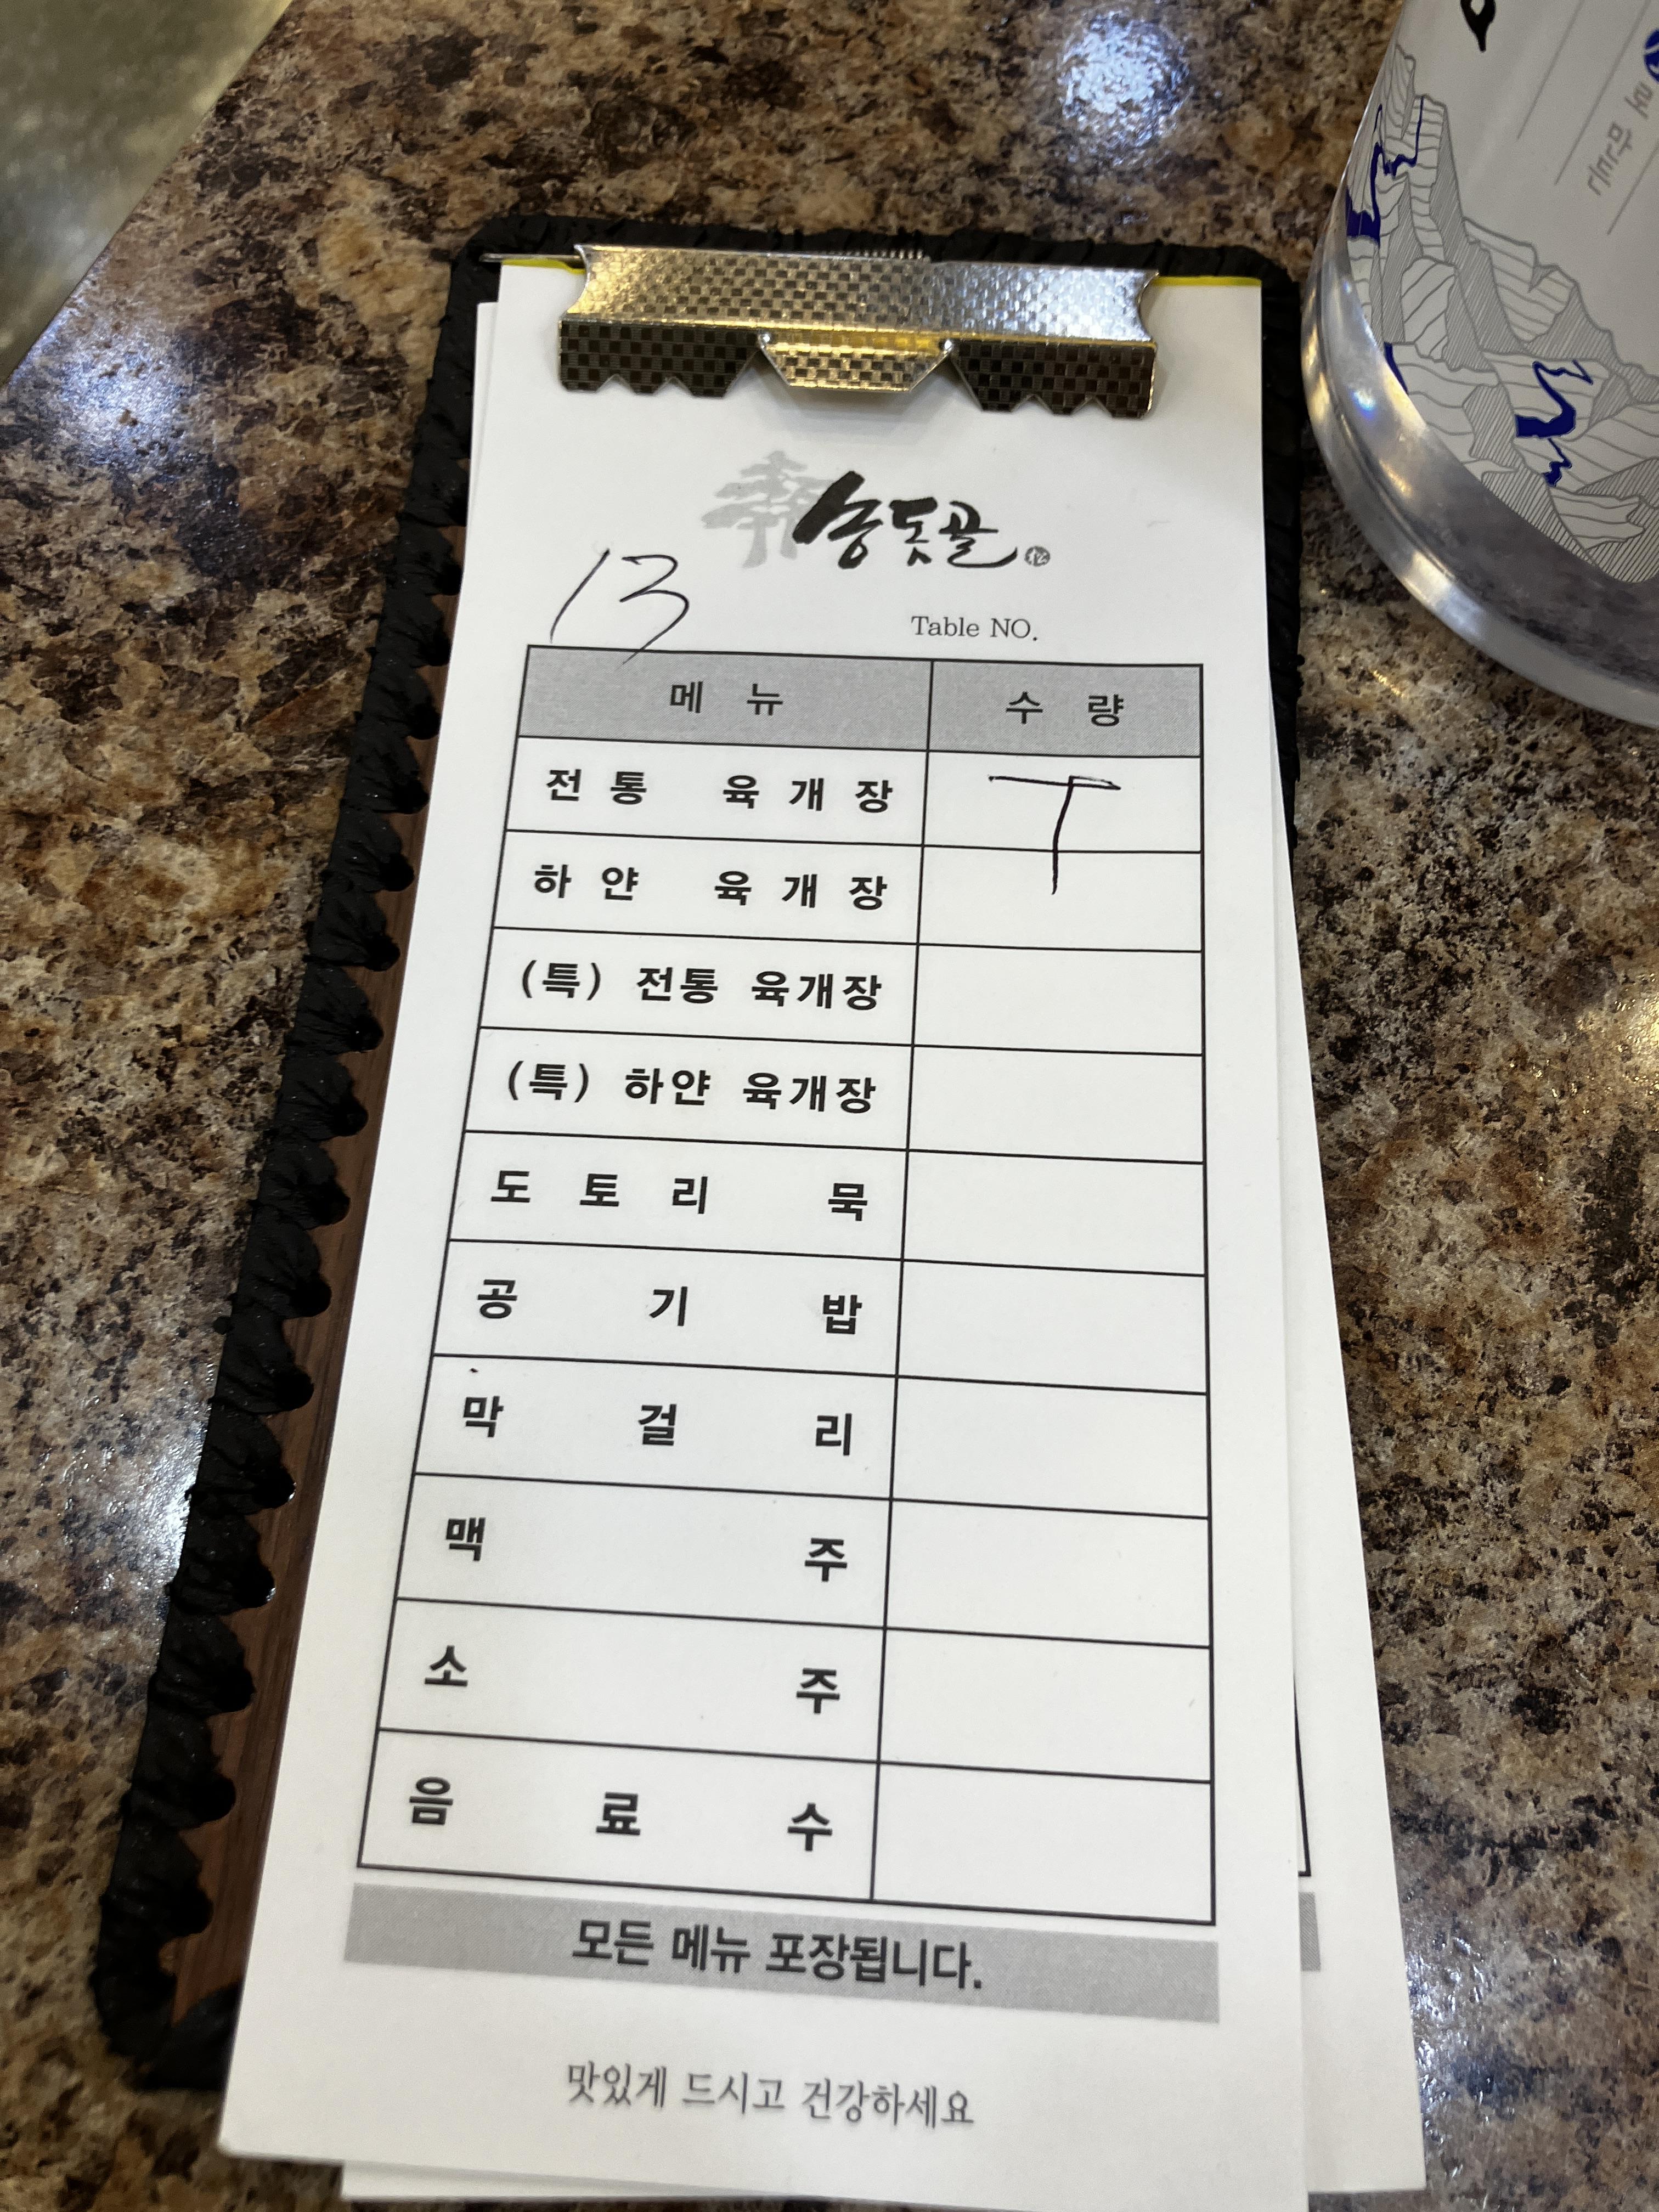 송돗골
13
Table NO.
메 뉴 수 량
전 통 육 개 장 T
하 얀 육 개 장
(특) 전통 육개장
(특) 하얀 육개장
도 토 리 묵
공 기 밥
막 걸 리
맥 주
소 주
음 료 수
모든 메뉴 포장됩니다.
맛있게 드시고 건강하세요